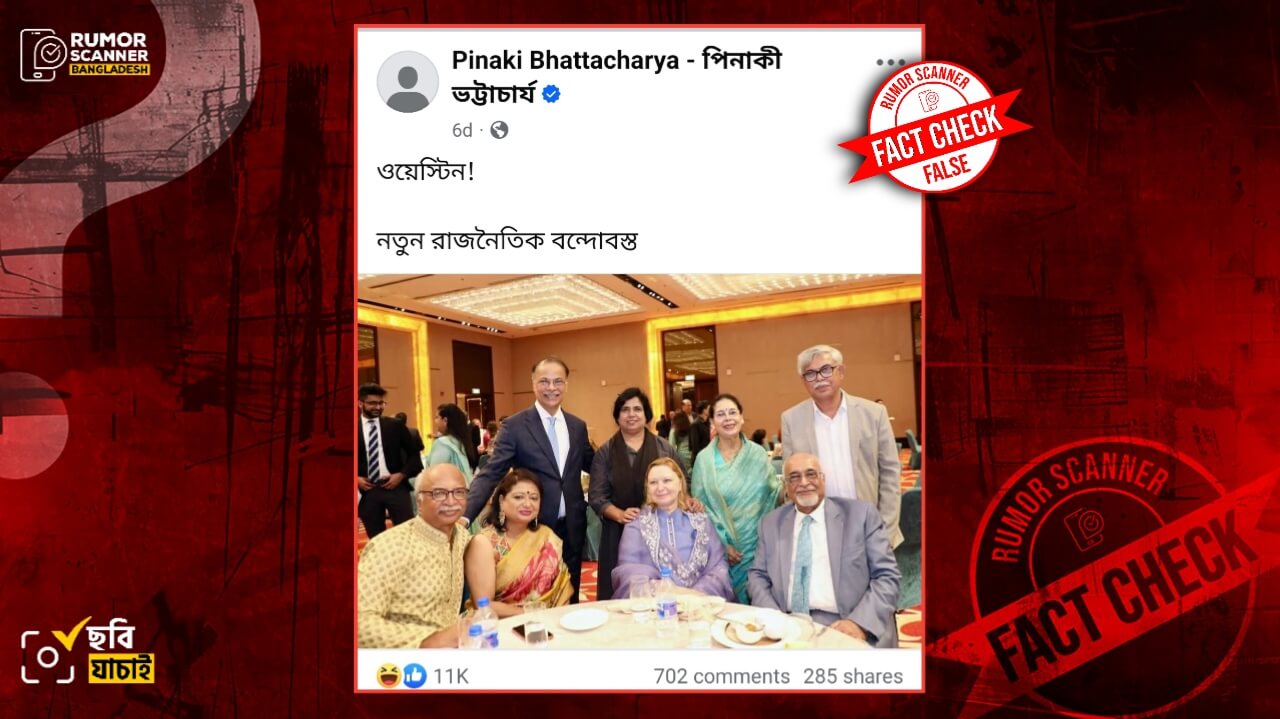 RUMOR
SCANNER
BANGLADESH
Pinaki Bhattacharya - পিনাকী
ভট্টাচার্য
6d
ওয়েস্টিন!
নতুন রাজনৈতিক বন্দোবস্ত
RUMOR SCANNER
FACT CHECK
FALSE
11K
702 comments 285 shares
RUMOR SCANNER
FACT CHECK
ছবি
যাচাই